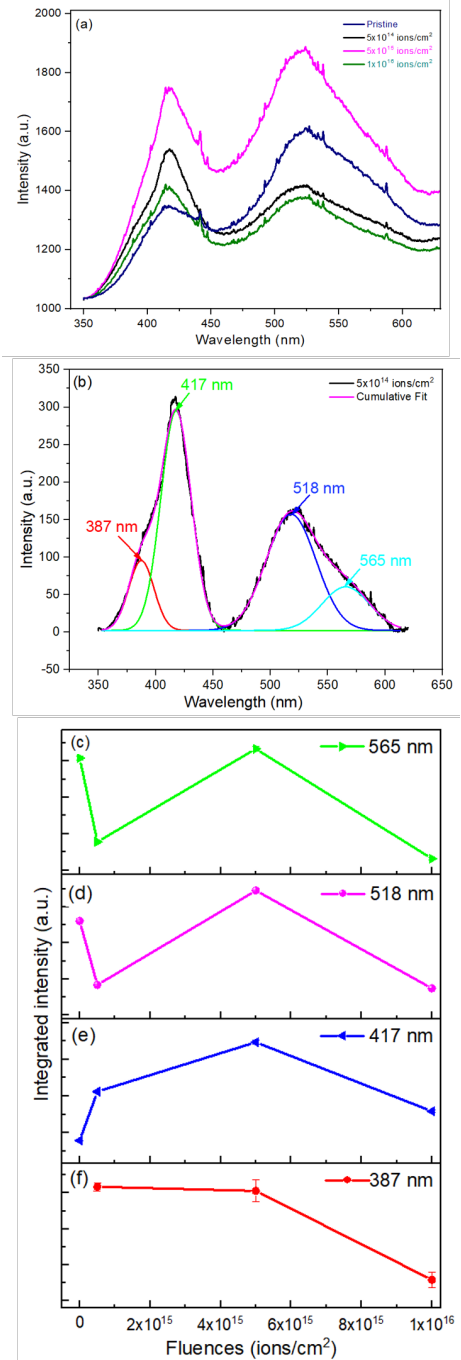 (a)
Pristine
5x10¹⁴ ions/cm²
5x10¹⁵ ions/cm²
1x10¹⁶ ions/cm²
2000
1800
1600
1400
1200
1000
Intensity (a.u.)
350 400 450 500 550 600
Wavelength (nm)
(b)
5x10¹⁴ ions/cm²
Cumulative Fit
417 nm
387 nm
518 nm
565 nm
350
300
250
200
150
100
50
0
-50
Intensity (a.u.)
350 400 450 500 550 600 650
Wavelength (nm)
(c)
565 nm
(d)
518 nm
(e)
417 nm
(f)
387 nm
Integrated intensity (a.u.)
0 2x10¹⁵ 4x10¹⁵ 6x10¹⁵ 8x10¹⁵ 1x10¹⁶
Fluences (ions/cm²)